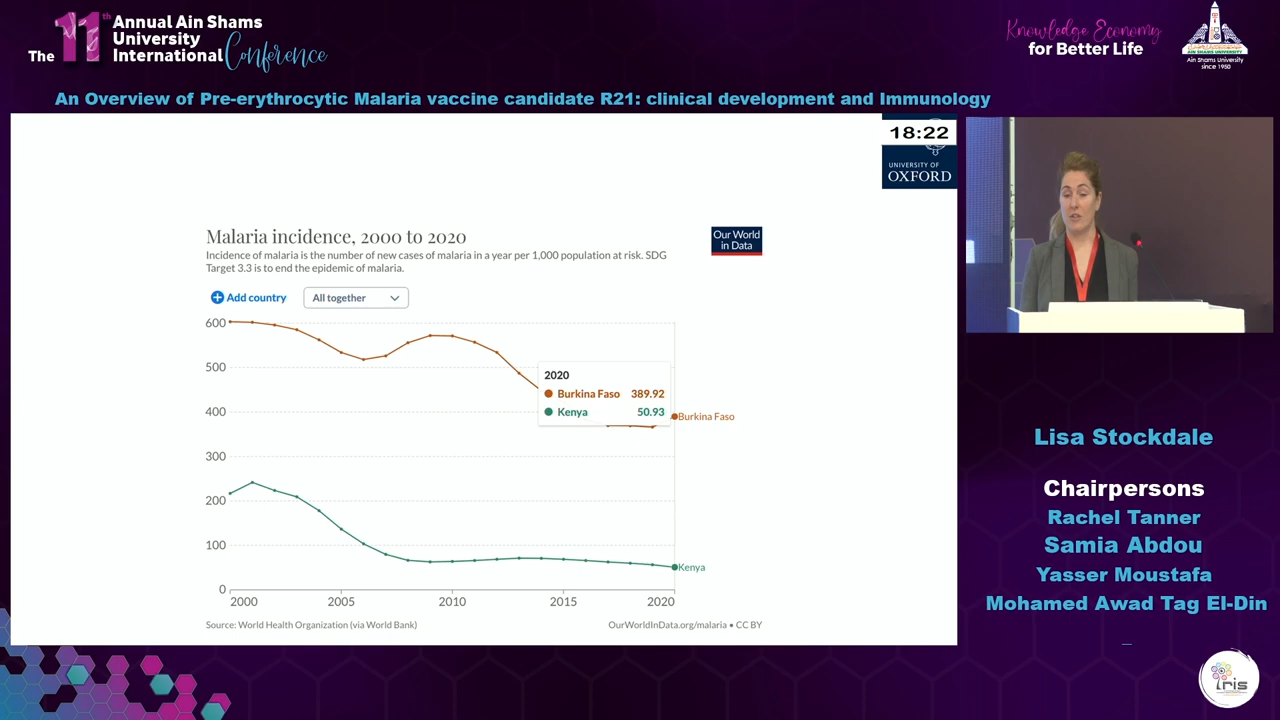 The 11th Annual Ain Shams
University
International Conference
Knowledge Economy
for Better Life
AIN SHAMS UNIVERSITY
Ain Shams University
since 1950
An Overview of Pre-erythrocytic Malaria vaccine candidate R21: clinical development and Immunology
18:22
UNIVERSITY OF
OXFORD
Malaria incidence, 2000 to 2020
Incidence of malaria is the number of new cases of malaria in a year per 1,000 population at risk. SDG
Target 3.3 is to end the epidemic of malaria.
Our World
in Data
Add country
All together
600
500
400
300
200
100
0
2020
Burkina Faso 389.92
Kenya 50.93
Burkina Faso
Kenya
2000 2005 2010 2015 2020
Source: World Health Organization (via World Bank)
OurWorldInData.org/malaria • CC BY
Lisa Stockdale
Chairpersons
Rachel Tanner
Samia Abdou
Yasser Moustafa
Mohamed Awad Tag El-Din
iris